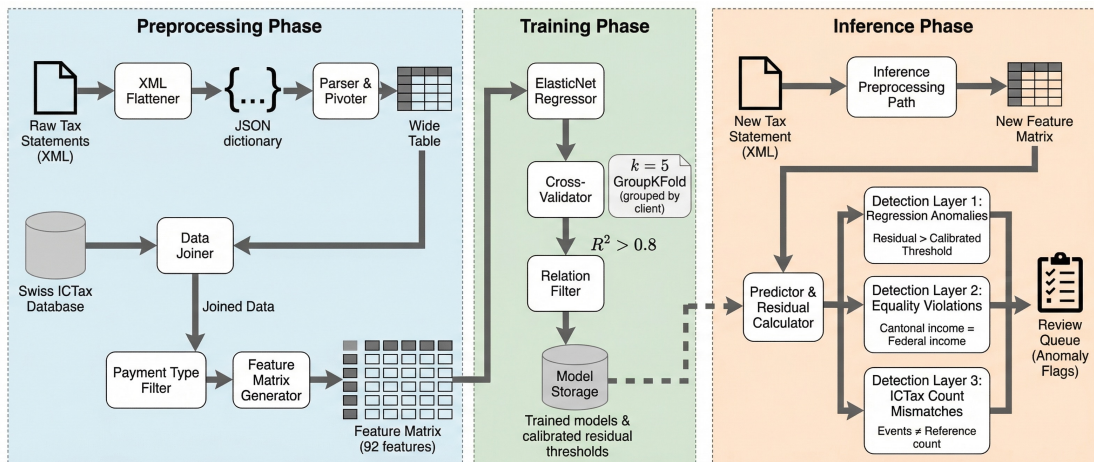 Preprocessing Phase
XML
Flattener
{...}
Parser &
Pivoter
Raw Tax
Statements
(XML)
JSON
dictionary
Wide
Table
Swiss ICTax
Database
Data
Joiner
Joined Data
Payment Type
Filter
Feature
Matrix
Generator
Feature Matrix
(92 features)
Training Phase
ElasticNet
Regressor
Cross-
Validator
k = 5
GroupKFold
(grouped by
client)
R² > 0.8
Relation
Filter
Model
Storage
Trained models &
calibrated residual
thresholds
Inference Phase
New Tax
Statement
(XML)
Inference
Preprocessing
Path
New Feature
Matrix
Predictor &
Residual
Calculator
Detection Layer 1:
Regression Anomalies
Residual > Calibrated
Threshold
Detection Layer 2:
Equality Violations
Cantonal income =
Federal income
Detection Layer 3:
ICTax Count
Mismatches
Events ≠ Reference
count
Review
Queue
(Anomaly
Flags)